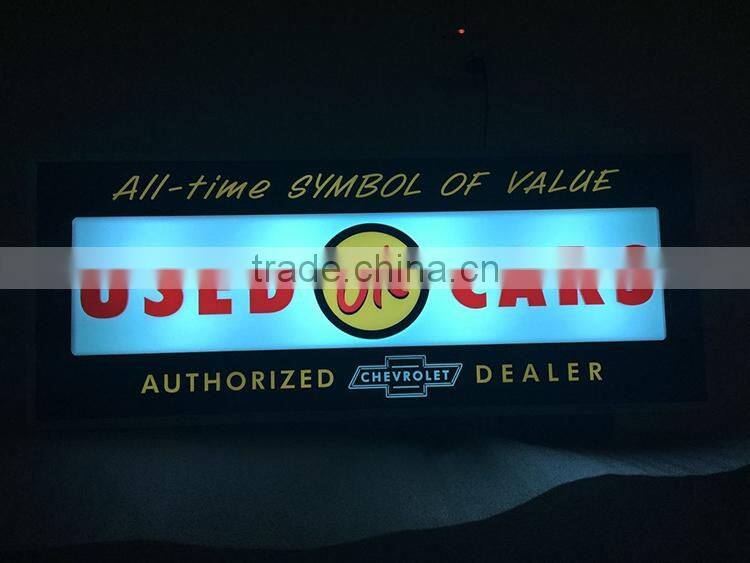 All-time SYMBOL OF VALUE
trade.china.cn
USED OK CARS
AUTHORIZED CHEVROLET DEALER